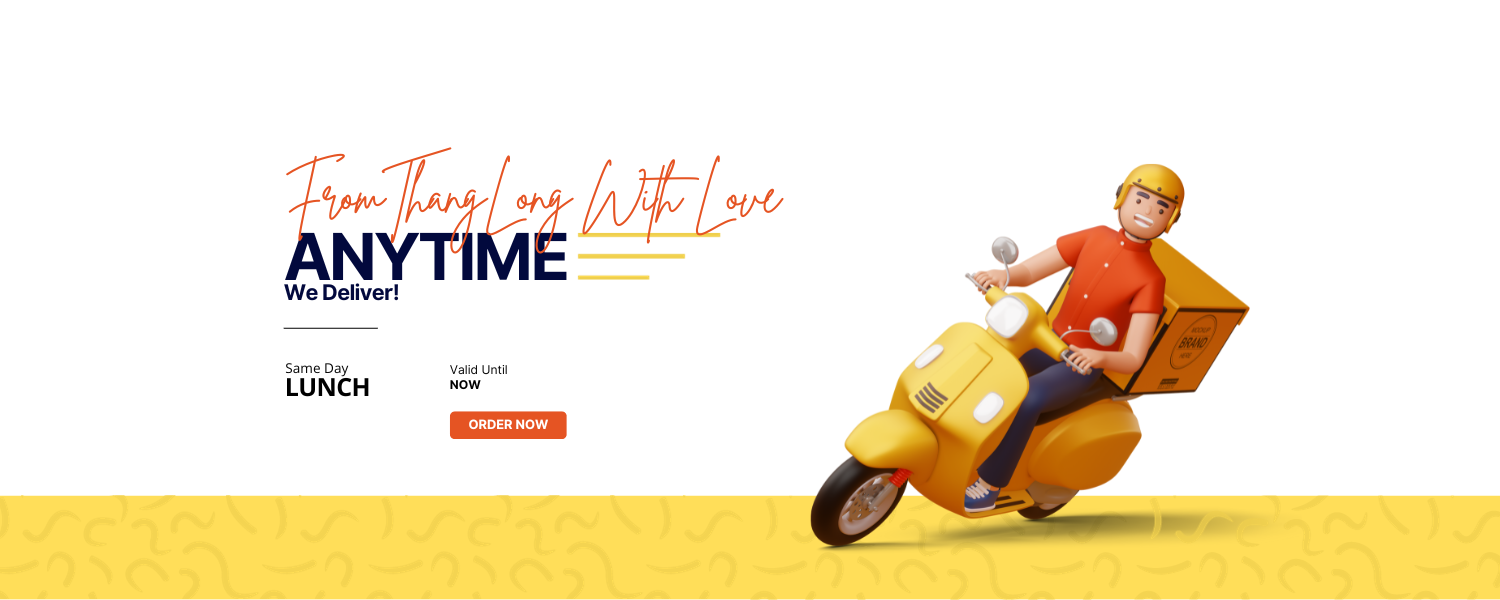 From Thang Long With Love
ANYTIME
We Deliver!
Same Day
LUNCH
Valid Until
NOW
ORDER NOW
MOCKUP
BRAND
HERE